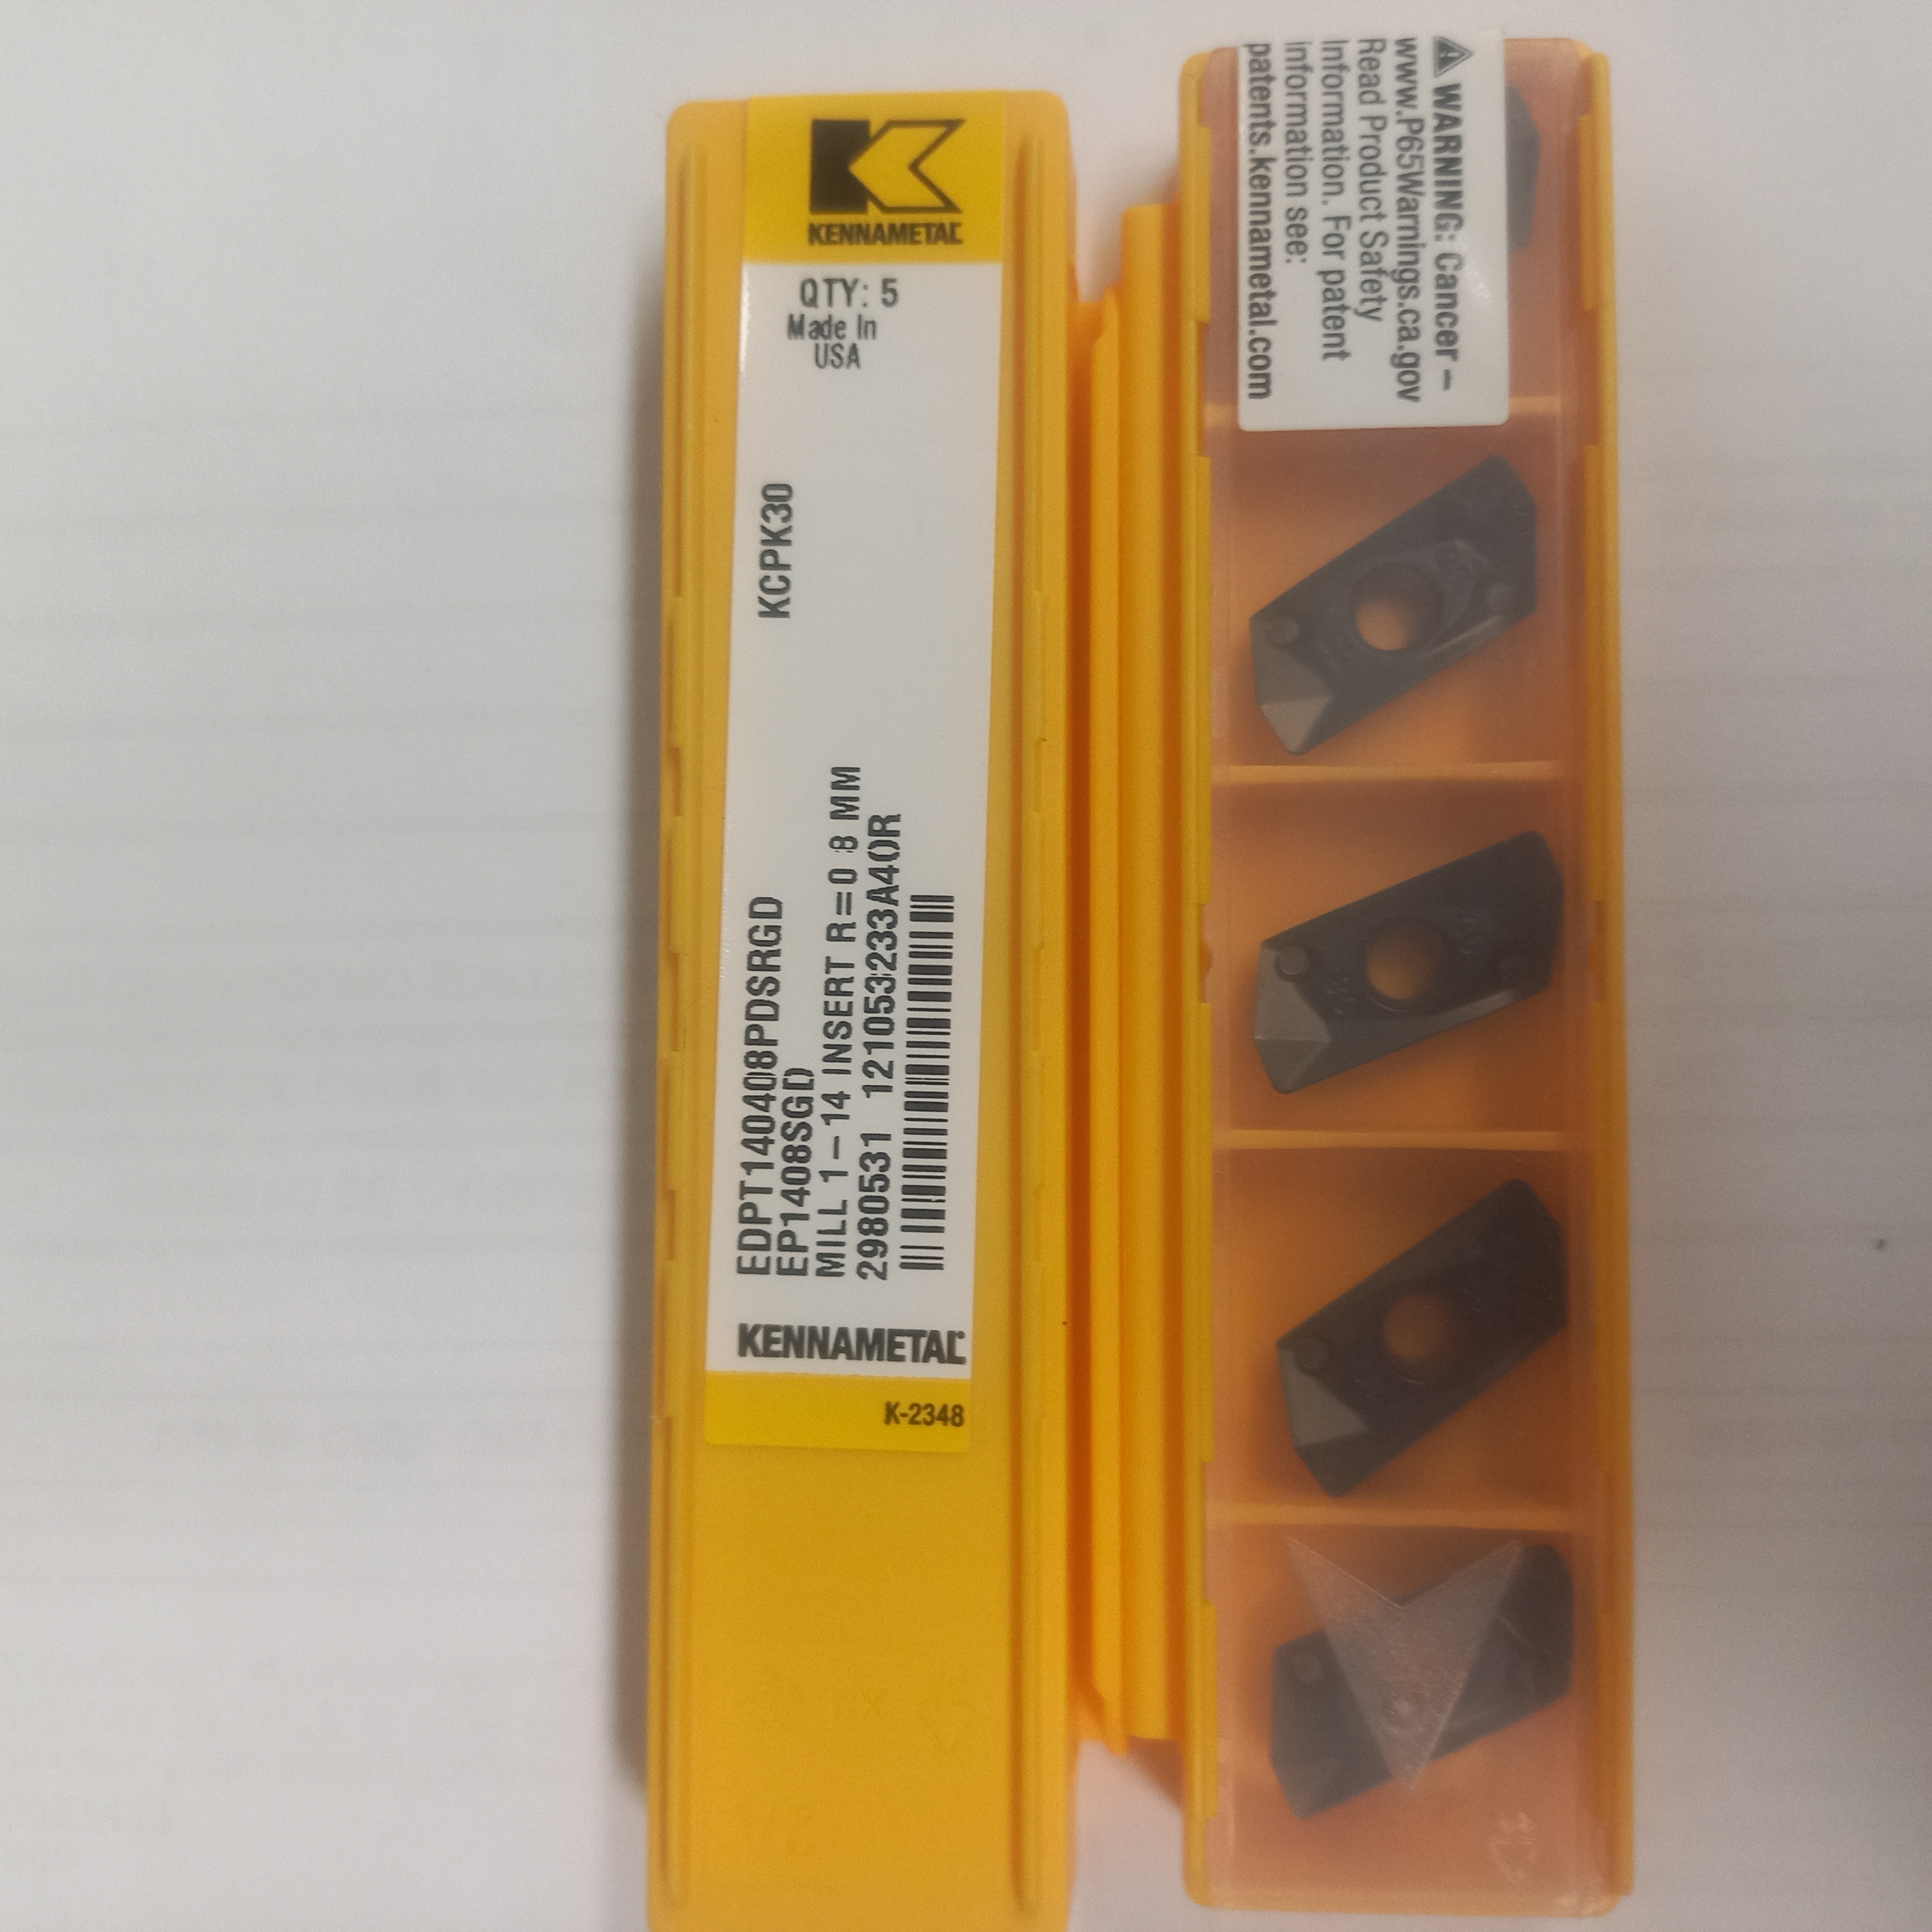 EDPT140408PDSRGD
KCPK30
EP1408SGD
MILL 1-14 INSERT R=0 8 MM
2980531 121053233A40R
KENNAMETAL
K-2348
QTY: 5
Made In
USA
KENNAMETAL
WARNING: Cancer –
www.P65Warnings.ca.gov
Read Product Safety
Information. For patent
information see:
patents.kennametal.com